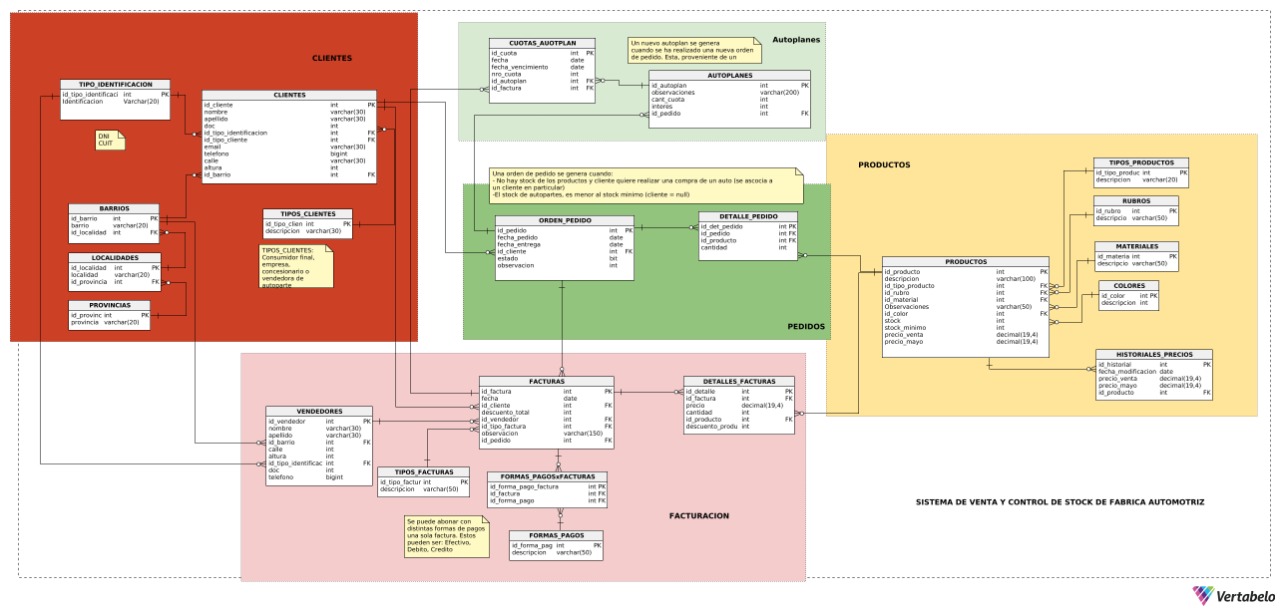 CLIENTES
TIPO_IDENTIFICACION
id_tipo_identificaci int PK
Identificacion Varchar(20)
DNI
CUIT
CLIENTES
id_cliente int PK
nombre varchar(30)
apellido varchar(30)
doc int
id_tipo_identificacion int FK
id_tipo_cliente int FK
email varchar(30)
telefono bigint
calle varchar(30)
altura int
id_barrio int FK
BARRIOS
id_barrio int PK
barrio varchar(20)
id_localidad int FK
TIPOS_CLIENTES
id_tipo_clien int PK
descripcion varchar(30)
TIPOS_CLIENTES:
Consumidor final,
empresa,
concesionario o
vendedora de
autoparte
LOCALIDADES
id_localidad int PK
localidad varchar(20)
id_provincia int FK
PROVINCIAS
id_provinc int PK
provincia varchar(20)
Autoplanes
CUOTAS_AUOTPLAN
id_cuota int PK
fecha date
fecha_vencimiento date
nro_cuota int
id_autoplan int FK
id_factura int FK
Un nuevo autoplan se genera
cuando se ha realizado una nueva orden
de pedido. Esta, proveniente de un
AUTOPLANES
id_autoplan int PK
observaciones varchar(200)
cant_cuota int
interes int
id_pedido int FK
Una orden de pedido se genera cuando:
- No hay stock de los productos y cliente quiere realizar una compra de un auto (se ascocia a
un cliente en particular)
-El stock de autopartes, es menor al stock minimo (cliente = null)
ORDEN_PEDIDO
id_pedido int PK
fecha_pedido date
fecha_entrega date
id_cliente int FK
estado bit
observacion int
DETALLE_PEDIDO
id_det_pedido int PK
id_pedido int FK
id_producto int FK
cantidad int
PEDIDOS
PRODUCTOS
TIPOS_PRODUCTOS
id_tipo_produc int PK
descripcion varchar(20)
RUBROS
id_rubro int PK
descripcio varchar(50)
MATERIALES
id_materia int PK
descripcio varchar(50)
COLORES
id_color int PK
descripcion int
PRODUCTOS
id_producto int PK
descripcion varchar(100)
id_tipo_producto int FK
id_rubro int FK
id_material int FK
Observaciones varchar(50)
id_color int FK
stock int
stock_minimo int
precio_venta decimal(19,4)
precio_mayo decimal(19,4)
HISTORIALES_PRECIOS
id_historial int PK
fecha_modificacion date
precio_venta decimal(19,4)
precio_mayo decimal(19,4)
id_producto int FK
FACTURAS
id_factura int PK
fecha date
id_cliente int FK
descuento_total int
id_vendedor int FK
id_tipo_factura int FK
observacion varchar(150)
id_pedido int FK
DETALLES_FACTURAS
id_detalle int PK
id_factura int FK
precio decimal(19,4)
cantidad int
id_producto int FK
descuento_produ int
VENDEDORES
id_vendedor int PK
nombre varchar(30)
apellido varchar(30)
id_barrio int FK
calle int
altura int
id_tipo_identificac int FK
doc int
telefono bigint
TIPOS_FACTURAS
id_tipo_factur int PK
descripcion varchar(50)
FORMAS_PAGOSxFACTURAS
id_forma_pago_factura int PK
id_factura int FK
id_forma_pago int FK
Se puede abonar con
distintas formas de pagos
una sola factura. Estos
pueden ser: Efectivo,
Debito, Credito
FORMAS_PAGOS
id_forma_pag int PK
descripcion varchar(50)
FACTURACION
SISTEMA DE VENTA Y CONTROL DE STOCK DE FABRICA AUTOMOTRIZ
Vertabelo